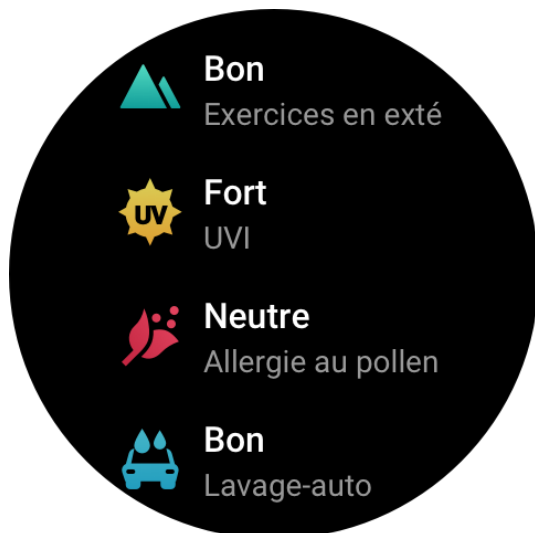 Bon
Exercices en exté
UV
Fort
UVI
Neutre
Allergie au pollen
Bon
Lavage-auto